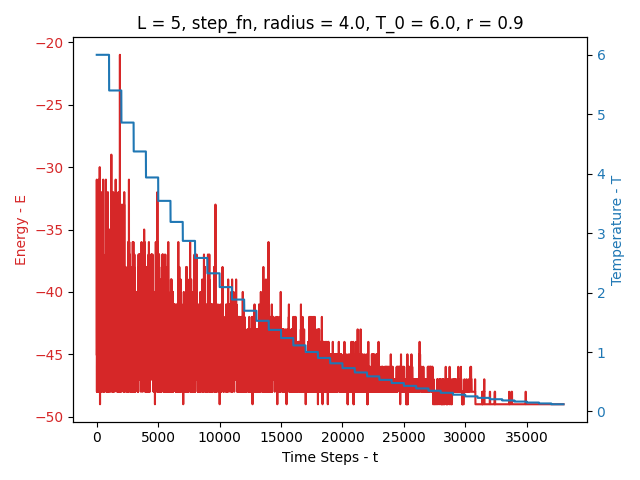 L = 5, step_fn, radius = 4.0, T_0 = 6.0, r = 0.9
−20
−25
−30
−35
−40
−45
−50
Energy - E
6
5
4
3
2
1
0
Temperature - T
0 5000 10000 15000 20000 25000 30000 35000
Time Steps - t